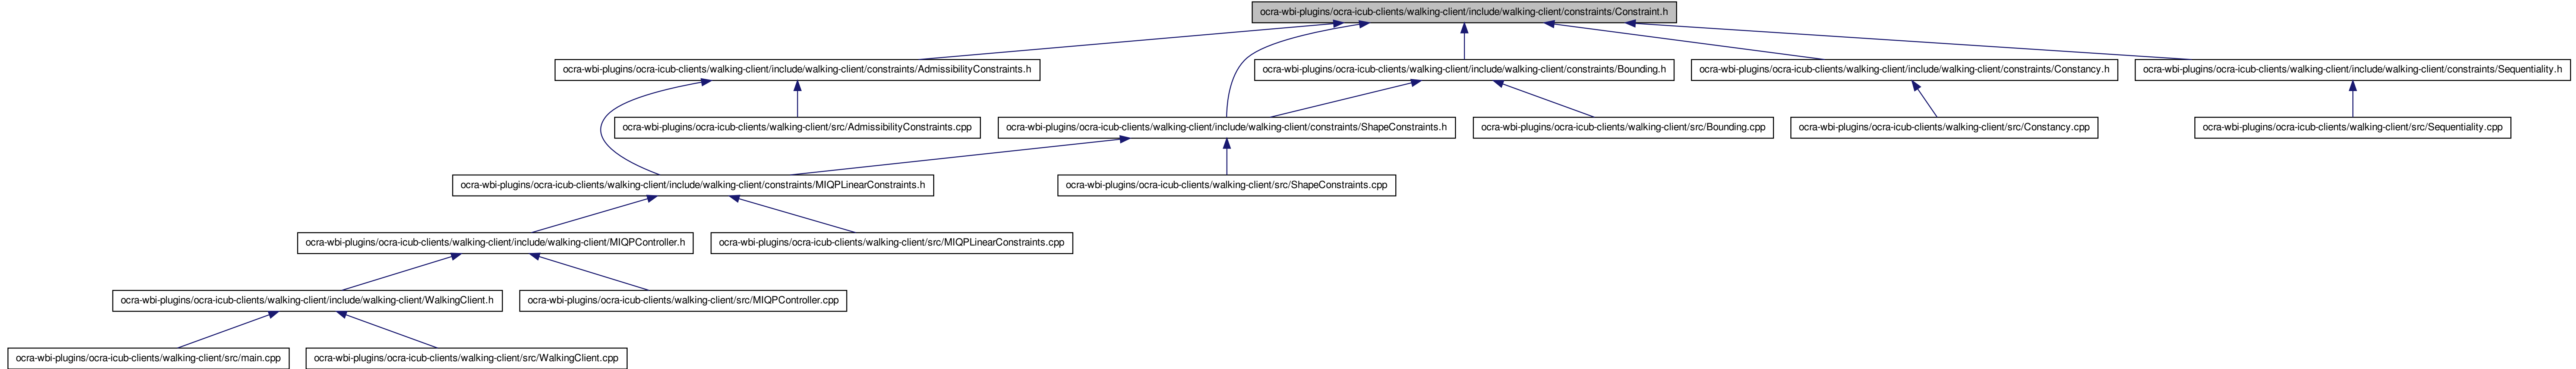 ocra-wbi-plugins/ocra-icub-clients/walking-client/include/walking-client/constraints/Constraint.h
ocra-wbi-plugins/ocra-icub-clients/walking-client/include/walking-client/constraints/AdmissibilityConstraints.h
ocra-wbi-plugins/ocra-icub-clients/walking-client/include/walking-client/constraints/Bounding.h
ocra-wbi-plugins/ocra-icub-clients/walking-client/include/walking-client/constraints/Constancy.h
ocra-wbi-plugins/ocra-icub-clients/walking-client/include/walking-client/constraints/Sequentiality.h
ocra-wbi-plugins/ocra-icub-clients/walking-client/src/AdmissibilityConstraints.cpp
ocra-wbi-plugins/ocra-icub-clients/walking-client/include/walking-client/constraints/ShapeConstraints.h
ocra-wbi-plugins/ocra-icub-clients/walking-client/src/Bounding.cpp
ocra-wbi-plugins/ocra-icub-clients/walking-client/src/Constancy.cpp
ocra-wbi-plugins/ocra-icub-clients/walking-client/src/Sequentiality.cpp
ocra-wbi-plugins/ocra-icub-clients/walking-client/include/walking-client/constraints/MIQPLinearConstraints.h
ocra-wbi-plugins/ocra-icub-clients/walking-client/src/ShapeConstraints.cpp
ocra-wbi-plugins/ocra-icub-clients/walking-client/include/walking-client/MIQPController.h
ocra-wbi-plugins/ocra-icub-clients/walking-client/src/MIQPLinearConstraints.cpp
ocra-wbi-plugins/ocra-icub-clients/walking-client/include/walking-client/WalkingClient.h
ocra-wbi-plugins/ocra-icub-clients/walking-client/src/MIQPController.cpp
ocra-wbi-plugins/ocra-icub-clients/walking-client/src/main.cpp
ocra-wbi-plugins/ocra-icub-clients/walking-client/src/WalkingClient.cpp